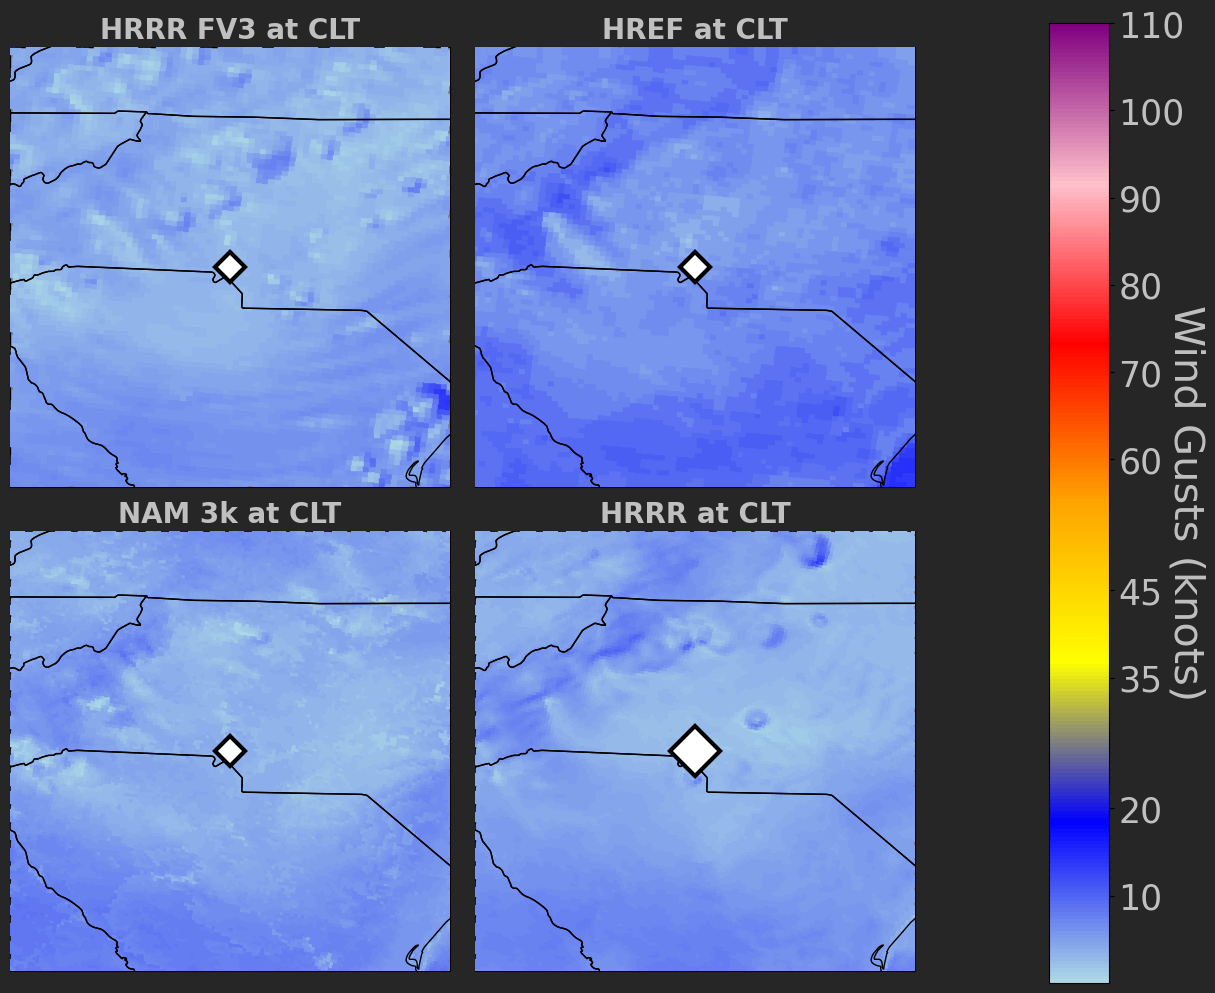 HRRR FV3 at CLT
HREF at CLT
NAM 3k at CLT
HRRR at CLT
110
100
90
80
70
60
45
35
20
10
Wind Gusts (knots)